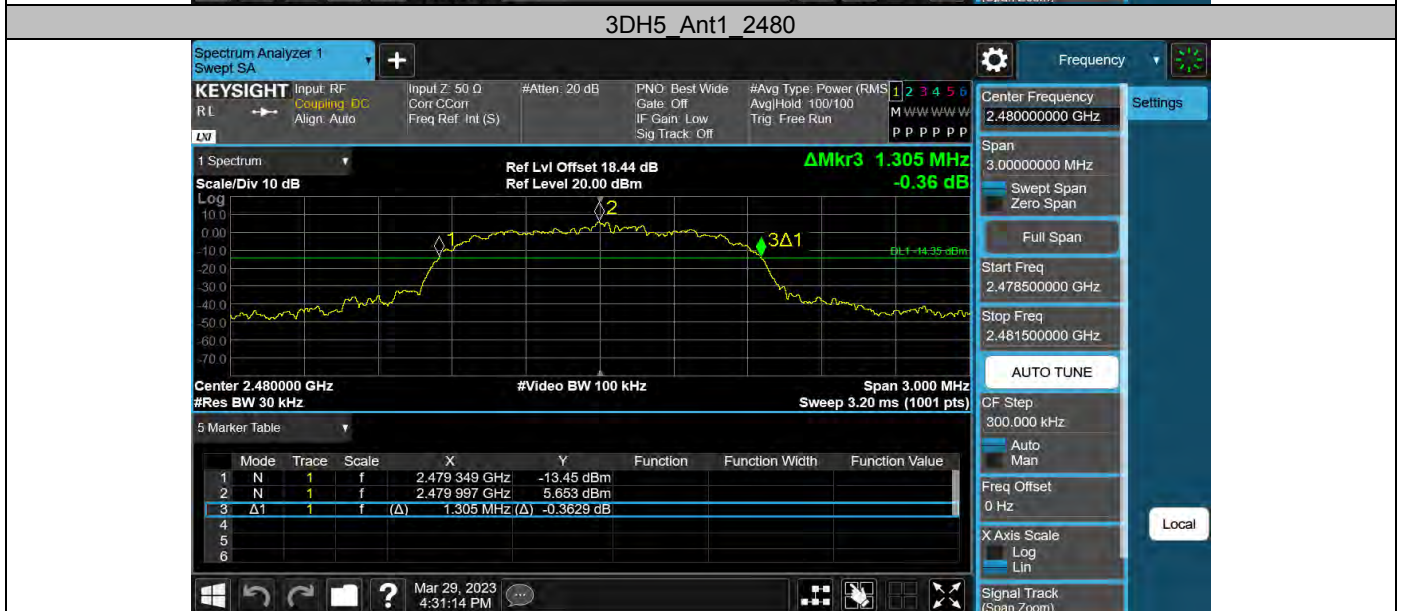 (Span Zoom)
3DH5_Ant1_2480
Spectrum Analyzer 1
Swept SA
+
Frequency
KEYSIGHT
RL
LXI
Input: RF
Coupling: DC
Align: Auto
Input Z: 50 Ω
Corr CCorr
Freq Ref: Int (S)
#Atten: 20 dB
PNO: Best Wide
Gate: Off
IF Gain: Low
Sig Track: Off
#Avg Type: Power (RMS
Avg|Hold: 100/100
Trig: Free Run
1 2 3 4 5 6
M W W W W W
P P P P P P
Center Frequency
2.480000000 GHz
Settings
1 Spectrum
Scale/Div 10 dB
Log
Ref Lvl Offset 18.44 dB
Ref Level 20.00 dBm
ΔMkr3 1.305 MHz
-0.36 dB
10.0
0.00
-10.0
-20.0
-30.0
-40.0
-50.0
-60.0
-70.0
1
2
3Δ1
DL1 -14.35 dBm
Center 2.480000 GHz
#Res BW 30 kHz
#Video BW 100 kHz
Span 3.000 MHz
Sweep 3.20 ms (1001 pts)
Span
3.00000000 MHz
Swept Span
Zero Span
Full Span
Start Freq
2.478500000 GHz
Stop Freq
2.481500000 GHz
AUTO TUNE
CF Step
300.000 kHz
Auto
Man
Freq Offset
0 Hz
X Axis Scale
Log
Lin
Signal Track
(Span Zoom)
Local
5 Marker Table
Mode Trace Scale X Y Function Function Width Function Value
1 N 1 f 2.479 349 GHz -13.45 dBm
2 N 1 f 2.479 997 GHz 5.653 dBm
3 Δ1 1 f (Δ) 1.305 MHz (Δ) -0.3629 dB
4
5
6
?
Mar 29, 2023
4:31:14 PM